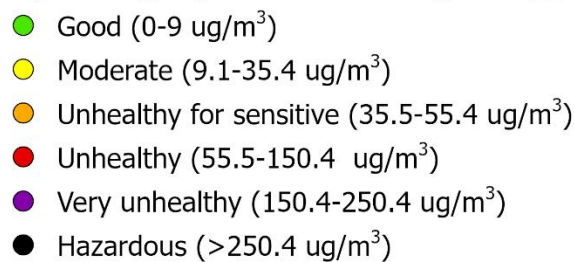 Good (0-9 ug/m³)
Moderate (9.1-35.4 ug/m³)
Unhealthy for sensitive (35.5-55.4 ug/m³)
Unhealthy (55.5-150.4  ug/m³)
Very unhealthy (150.4-250.4 ug/m³)
Hazardous (>250.4 ug/m³)